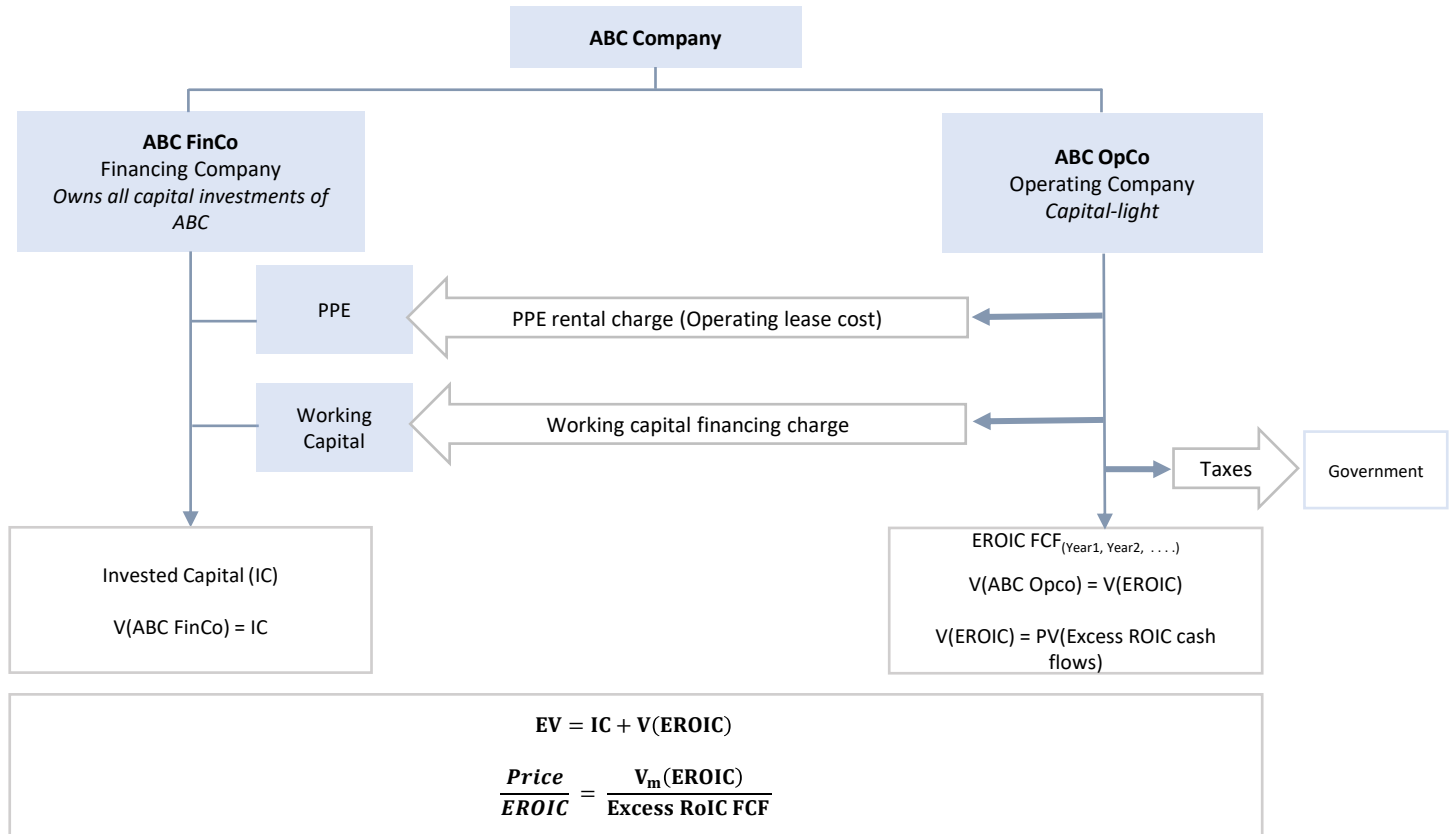 ABC Company
ABC FinCo
Financing Company
Owns all capital investments of
ABC
ABC OpCo
Operating Company
Capital-light
PPE
PPE rental charge (Operating lease cost)
Working
Capital
Working capital financing charge
Taxes
Government
Invested Capital (IC)
V(ABC FinCo) = IC
EROIC FCF(Year1, Year2, . . . .)
V(ABC Opco) = V(EROIC)
V(EROIC) = PV(Excess ROIC cash
flows)
EV = IC + V(EROIC)
Price / EROIC = Vm(EROIC) / Excess RoIC FCF